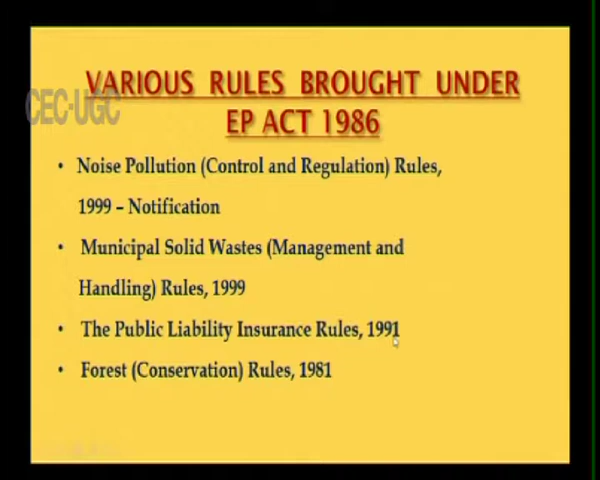 VARIOUS RULES BROUGHT UNDER
CEC-UGC
EP ACT 1986
• Noise Pollution (Control and Regulation) Rules,
1999 – Notification
• Municipal Solid Wastes (Management and
Handling) Rules, 1999
• The Public Liability Insurance Rules, 1991
• Forest (Conservation) Rules, 1981